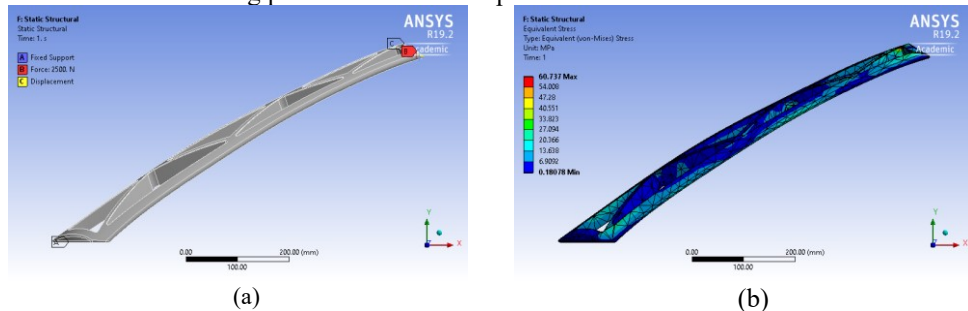 F: Static Structural
Static Structural
Time: 1. s
A Fixed Support
B Force: 2500. N
C Displacement
ANSYS
R19.2
Academic
C
B
A
0.00
200.00 (mm)
100.00
Y
X
(a)
F: Static Structural
Equivalent Stress
Type: Equivalent (von-Mises) Stress
Unit: MPa
Time: 1
60.737 Max
54.008
47.28
40.551
33.823
27.094
20.366
13.638
6.9092
0.18078 Min
ANSYS
R19.2
Academic
0.00
200.00 (mm)
100.00
Y
X
(b)